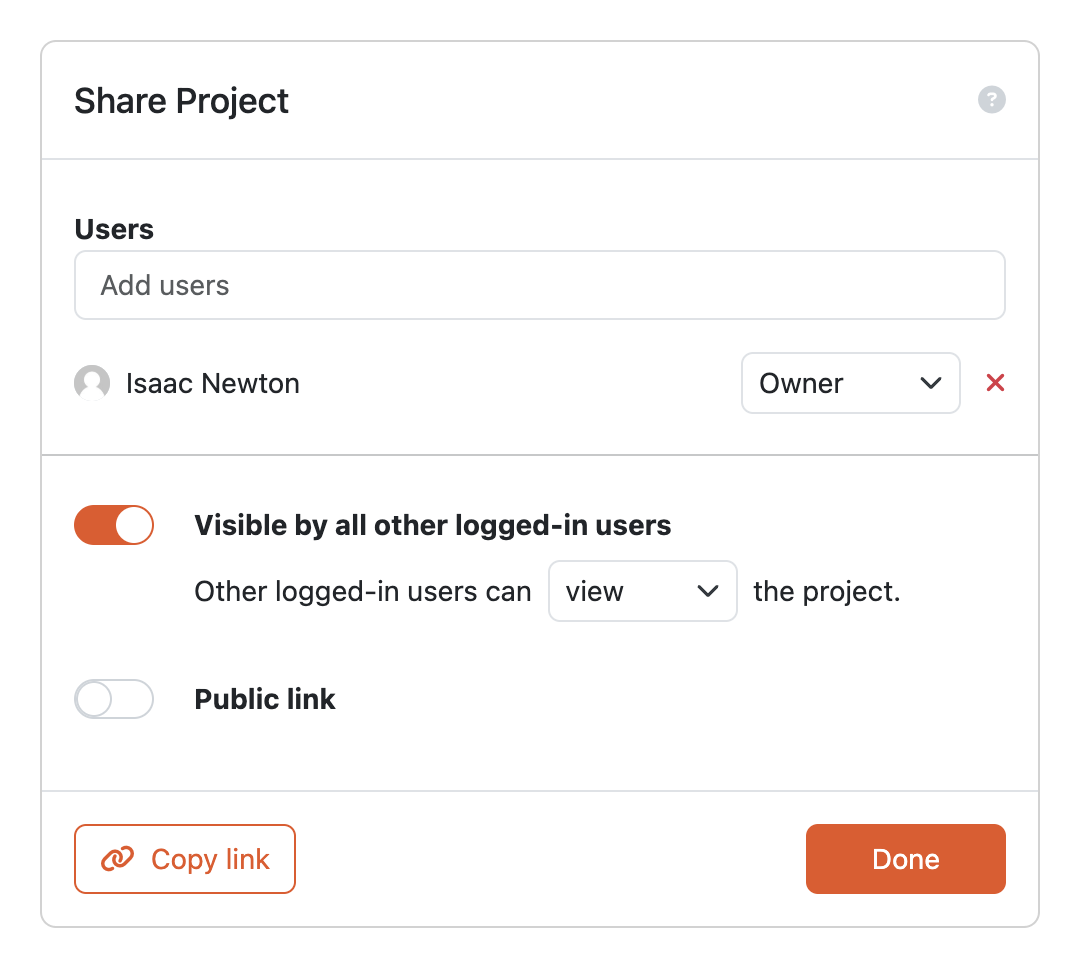 Share Project
?
Users
Add users
Isaac Newton
Owner
Visible by all other logged-in users
Other logged-in users can view the project.
Public link
Copy link
Done